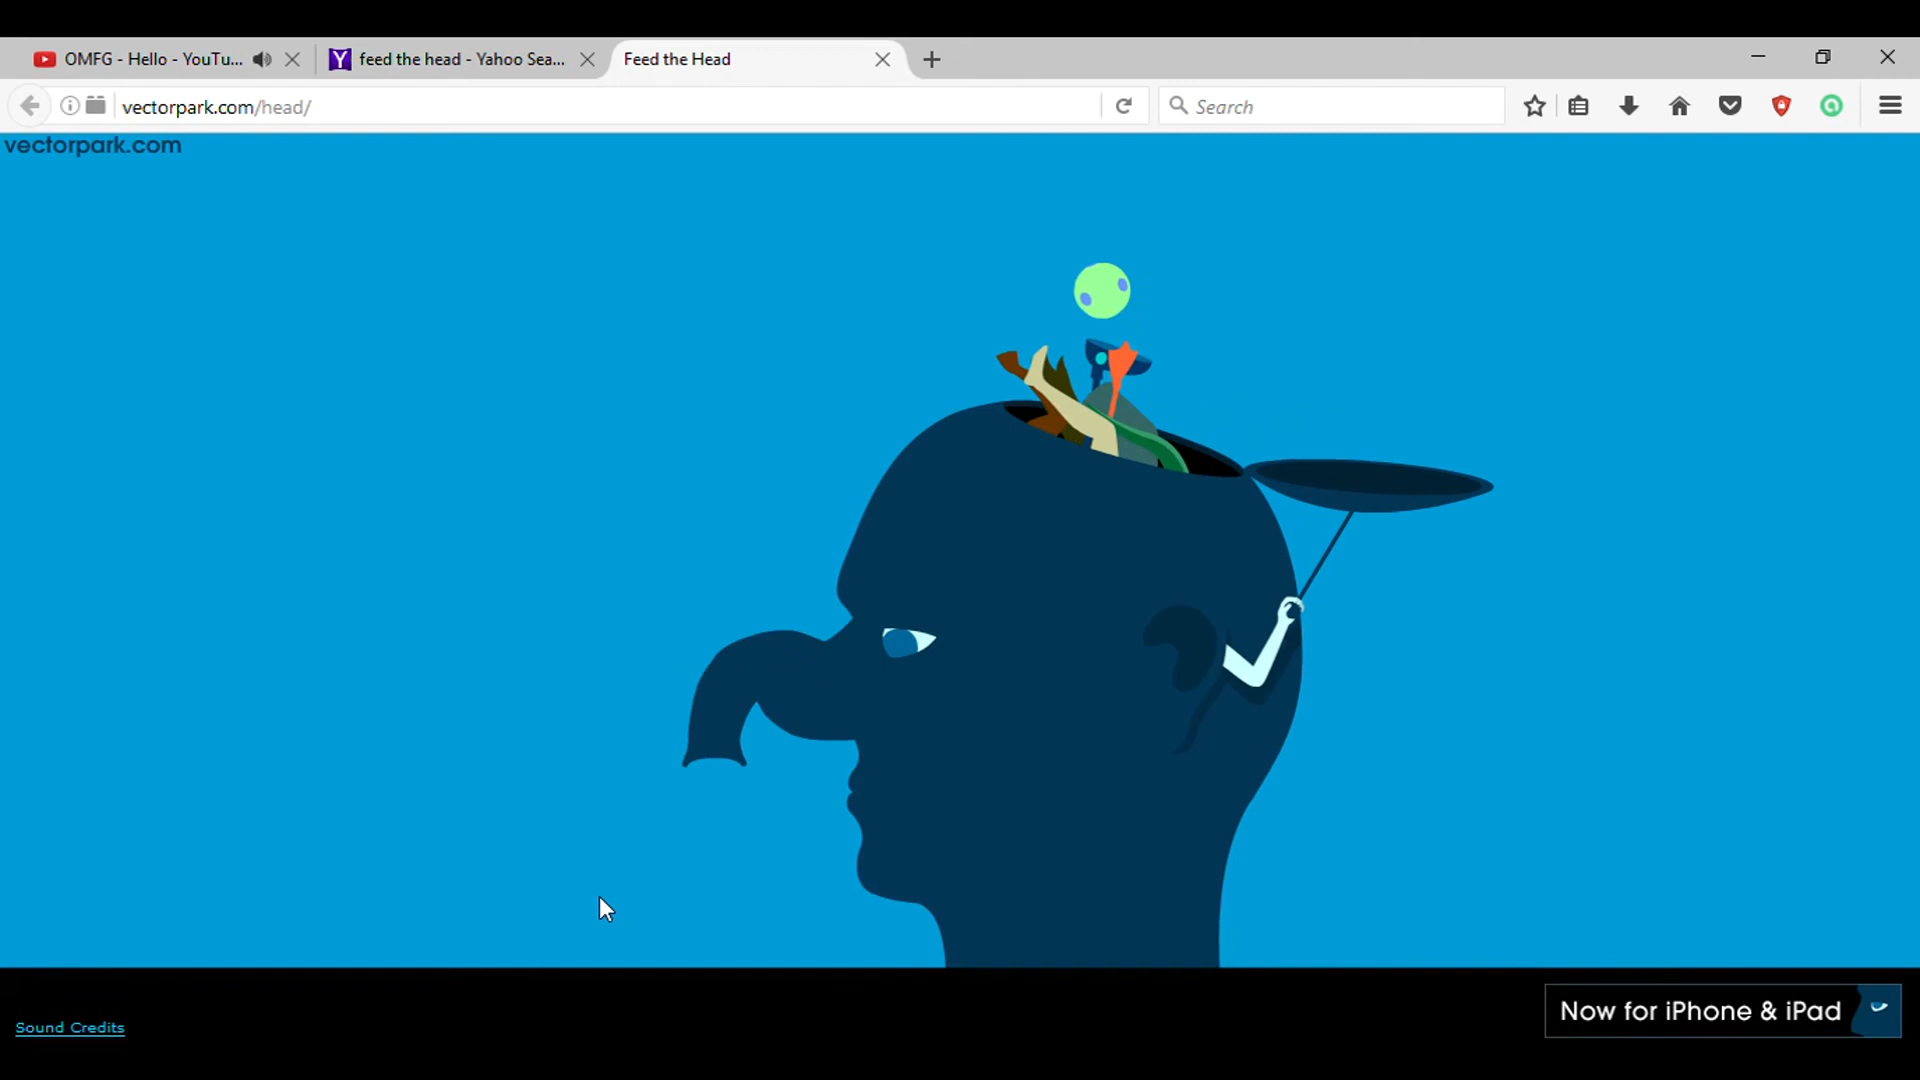 OMFG - Hello - YouTu...
feed the head - Yahoo Sea...
Feed the Head
vectorpark.com/head/
Search
vectorpark.com
Sound Credits
Now for iPhone & iPad